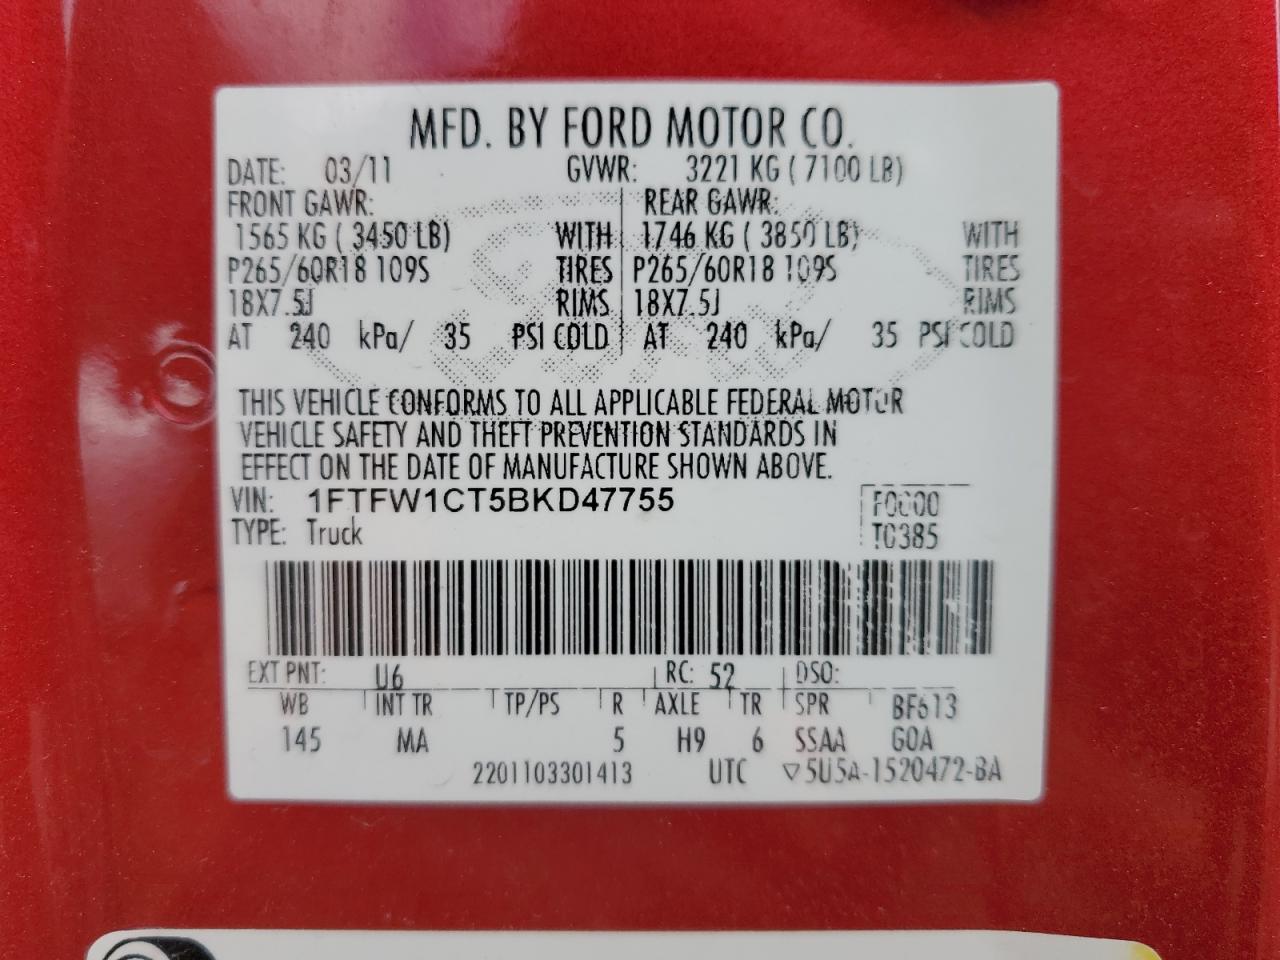 MFD. BY FORD MOTOR CO.
DATE: 03/11 GVWR: 3221 KG ( 7100 LB)
FRONT GAWR: REAR GAWR:
1565 KG ( 3450 LB) WITH 1746 KG ( 3850 LB) WITH
P265/60R18 109S TIRES P265/60R18 109S TIRES
18X7.5J RIMS 18X7.5J RIMS
AT 240 kPa/ 35 PSI COLD AT 240 kPa/ 35 PSI COLD
THIS VEHICLE CONFORMS TO ALL APPLICABLE FEDERAL MOTOR
VEHICLE SAFETY AND THEFT PREVENTION STANDARDS IN
EFFECT ON THE DATE OF MANUFACTURE SHOWN ABOVE.
VIN: 1FTFW1CT5BKD47755 F0000
TYPE: Truck T0385
EXT PNT: U6 RC: 52 DSO:
WB INT TR TP/PS R AXLE TR SPR BF613
145 MA 5 H9 6 SSAA GOA
2201103301413 UTC ▽5U5A-1520472-BA